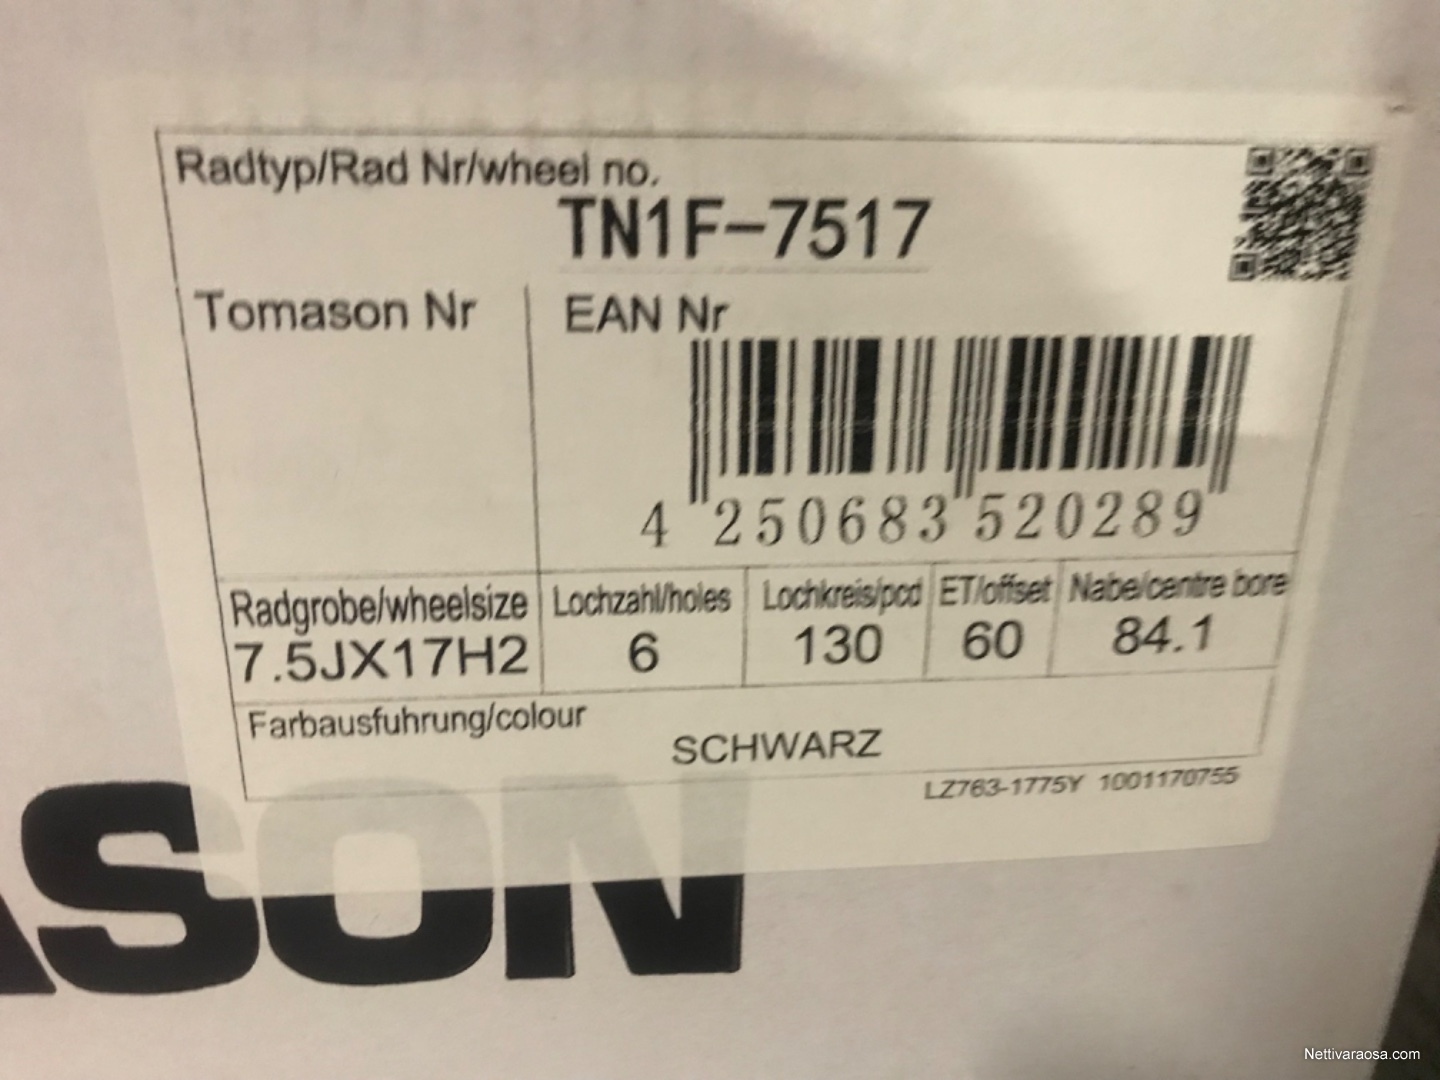 Radtyp/Rad Nr/wheel no.
TN1F-7517
Tomason Nr
EAN Nr
4 250683 520289
Radgrobe/wheelsize Lochzahl/holes Lochkreis/pcd ET/offset Nabe/centre bore
7.5JX17H2 6 130 60 84.1
Farbausfuhrung/colour
SCHWARZ
LZ763-1775Y 1001170755
ASON
Nettivaraosa.com